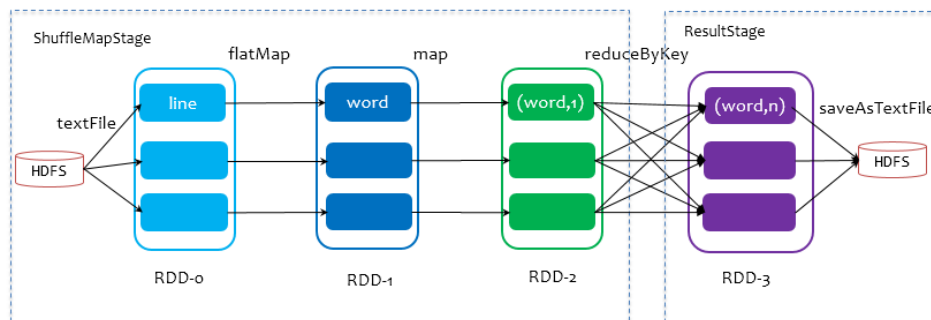 ShuffleMapStage
ResultStage
flatMap
map
reduceByKey
line
word
(word,1)
(word,n)
textFile
saveAsTextFile
HDFS
HDFS
RDD-0
RDD-1
RDD-2
RDD-3